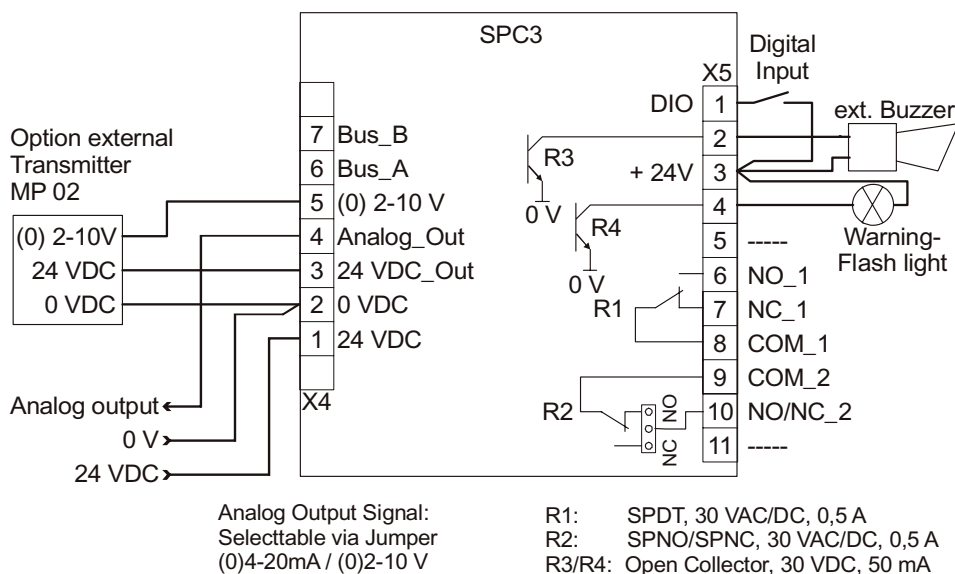 SPC3
Option external
Transmitter
MP 02
(0) 2-10V
24 VDC
0 VDC
Analog output
0 V
24 VDC
7 Bus_B
6 Bus_A
5 (0) 2-10 V
4 Analog_Out
3 24 VDC_Out
2 0 VDC
1 24 VDC
X4
R3
0 V
R4
0 V
R1
R2
NO
NC
X5
DIO 1
2
+ 24V 3
4
5 -----
6 NO_1
7 NC_1
8 COM_1
9 COM_2
10 NO/NC_2
11 -----
Digital
Input
ext. Buzzer
Warning-
Flash light
Analog Output Signal:
Selecttable via Jumper
(0)4-20mA / (0)2-10 V
R1: SPDT, 30 VAC/DC, 0,5 A
R2: SPNO/SPNC, 30 VAC/DC, 0,5 A
R3/R4: Open Collector, 30 VDC, 50 mA